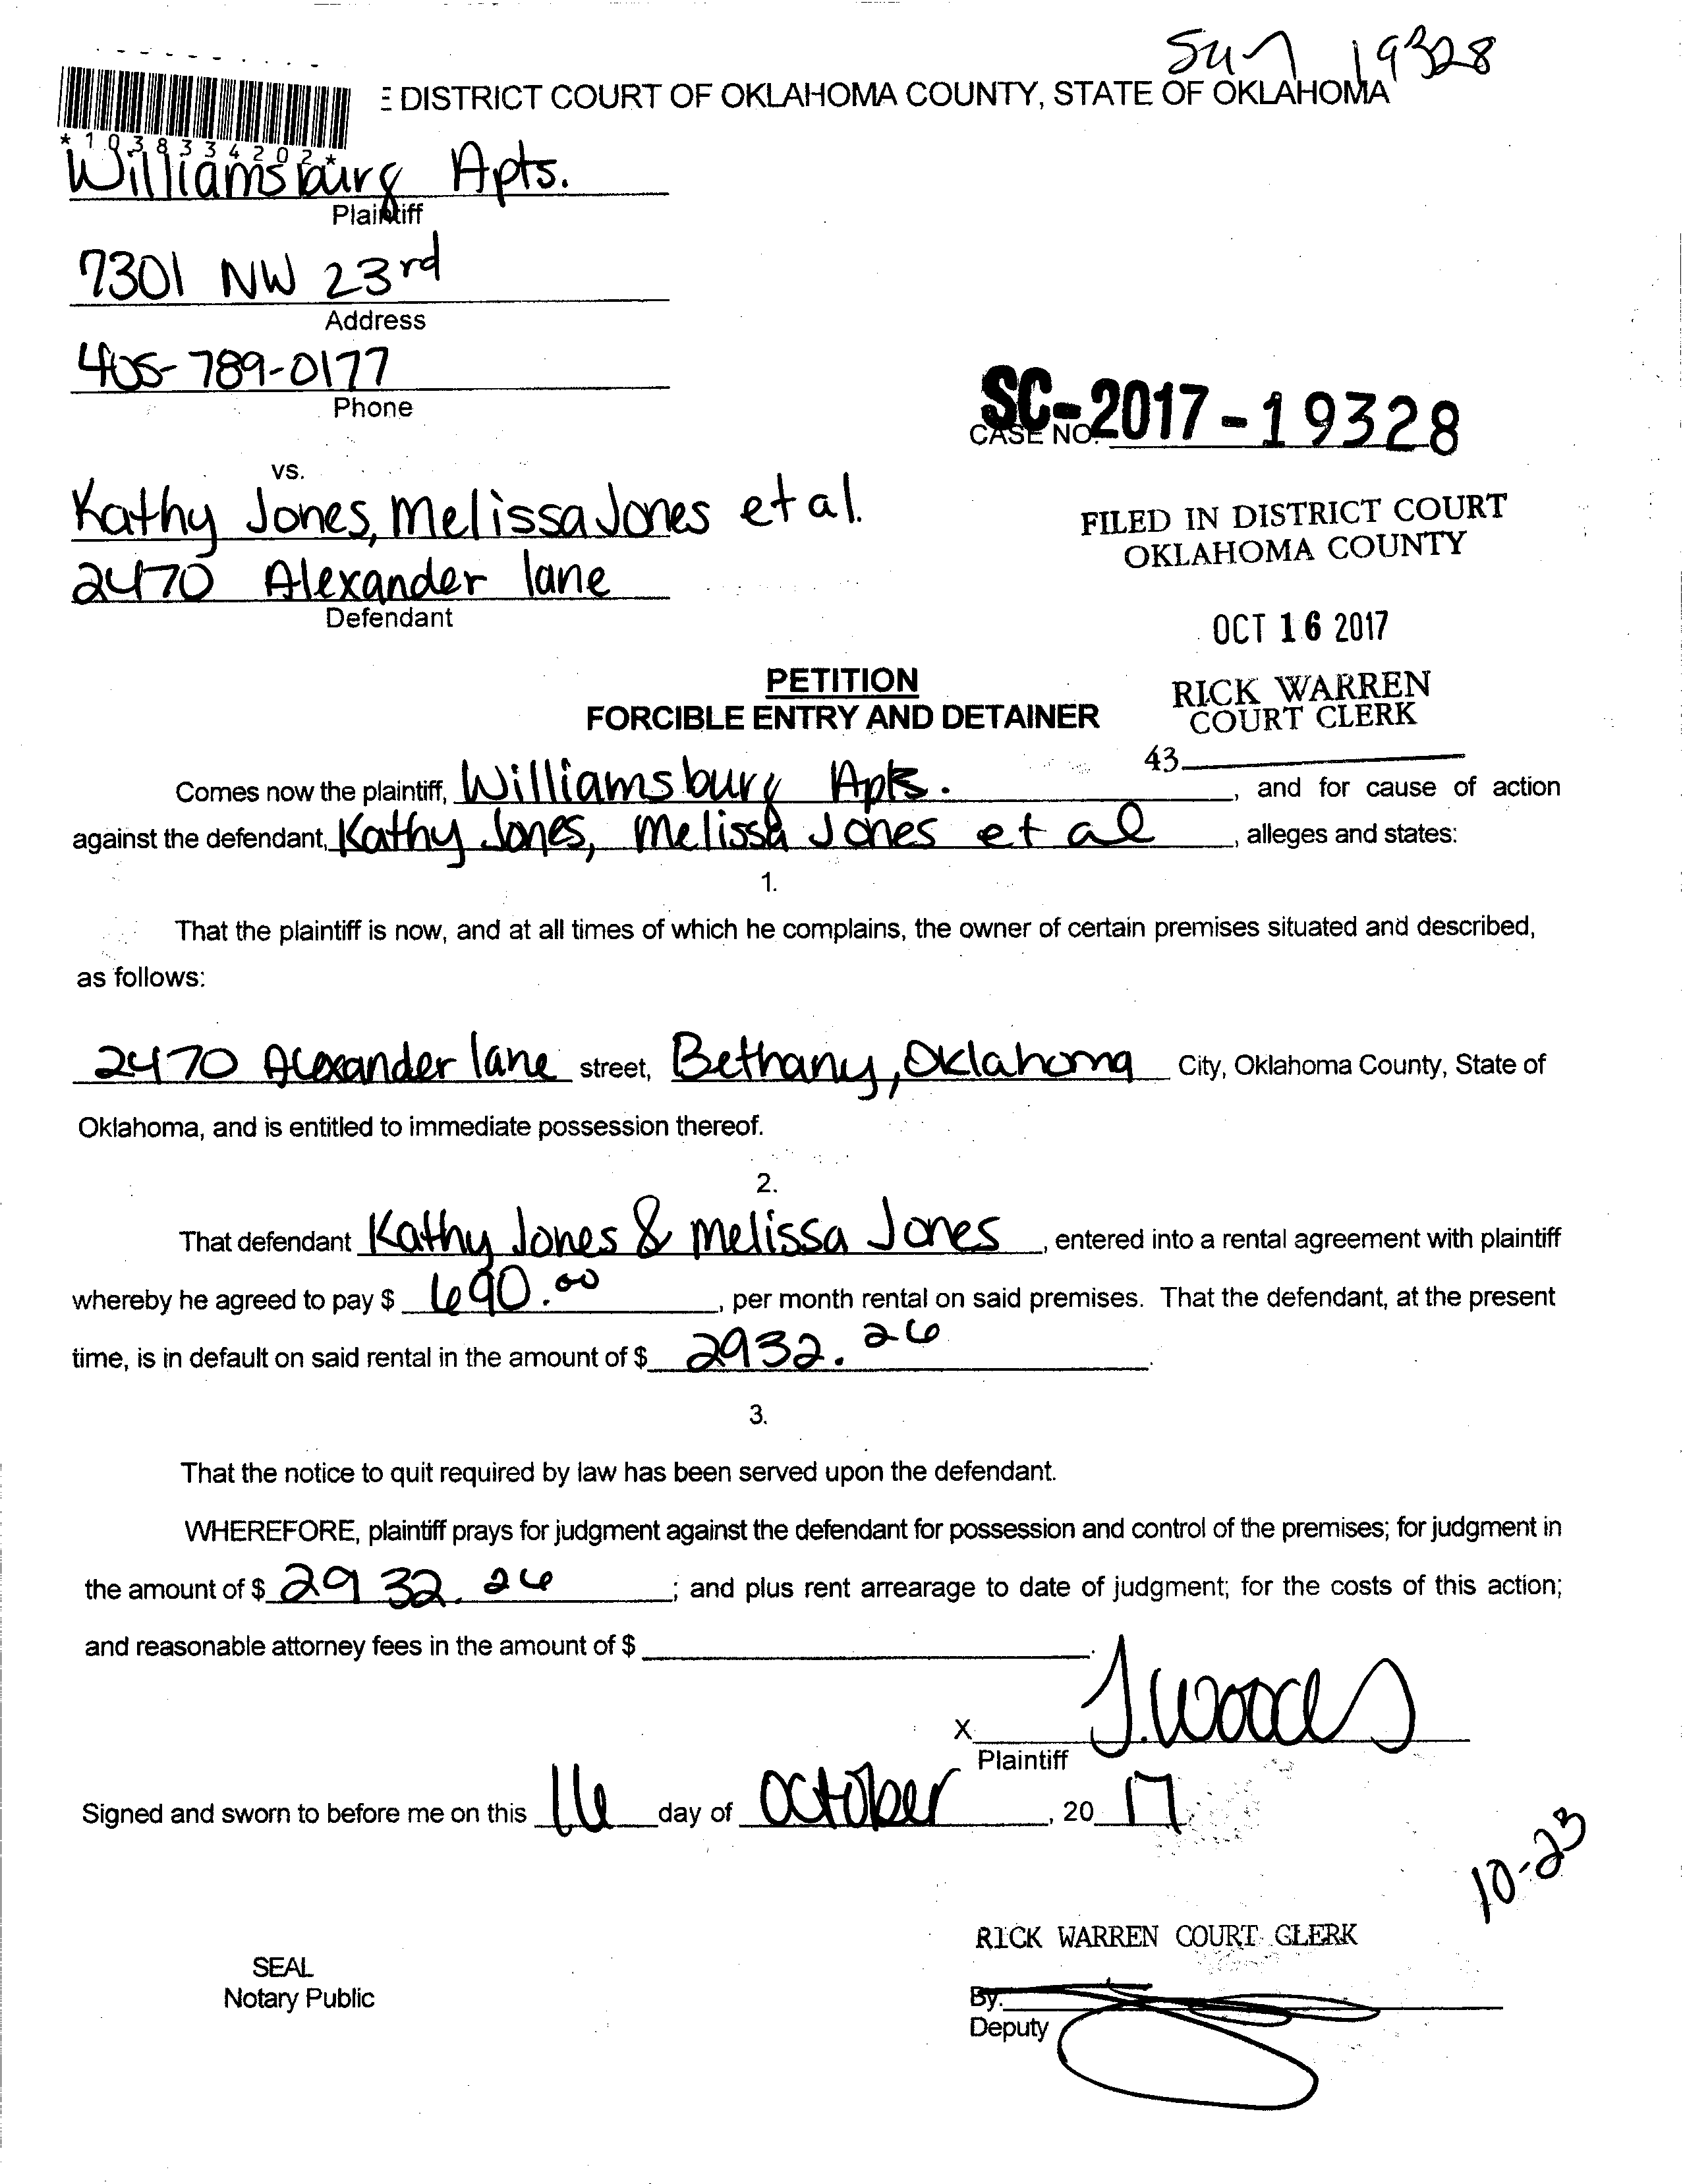 Sun 19328
E DISTRICT COURT OF OKLAHOMA COUNTY, STATE OF OKLAHOMA
*1038334202*
Williamsburg Apts.
Plaintiff
7301 NW 23rd
Address
405-789-0177
Phone
SC-2017-19328
CASE NO.
vs.
Kathy Jones, Melissa Jones et al.
2470 Alexander lane
Defendant
FILED IN DISTRICT COURT
OKLAHOMA COUNTY
OCT 16 2017
RICK WARREN
COURT CLERK
43
PETITION
FORCIBLE ENTRY AND DETAINER
Comes now the plaintiff, Williamsburg Apts. , and for cause of action
against the defendant, Kathy Jones, Melissa Jones et al , alleges and states:
1.
That the plaintiff is now, and at all times of which he complains, the owner of certain premises situated and described,
as follows:
2470 Alexander lane street, Bethany, Oklahoma City, Oklahoma County, State of
Oklahoma, and is entitled to immediate possession thereof.
2.
That defendant Kathy Jones & Melissa Jones , entered into a rental agreement with plaintiff
whereby he agreed to pay $ 690.00 , per month rental on said premises. That the defendant, at the present
time, is in default on said rental in the amount of $ 2932.26 .
3.
That the notice to quit required by law has been served upon the defendant.
WHEREFORE, plaintiff prays for judgment against the defendant for possession and control of the premises; for judgment in
the amount of $ 2932.26 ; and plus rent arrearage to date of judgment; for the costs of this action;
and reasonable attorney fees in the amount of $ .
X J. Woods
Plaintiff
Signed and sworn to before me on this 16 day of October , 20 17
10-23
RICK WARREN COURT CLERK
SEAL
Notary Public
By:
Deputy